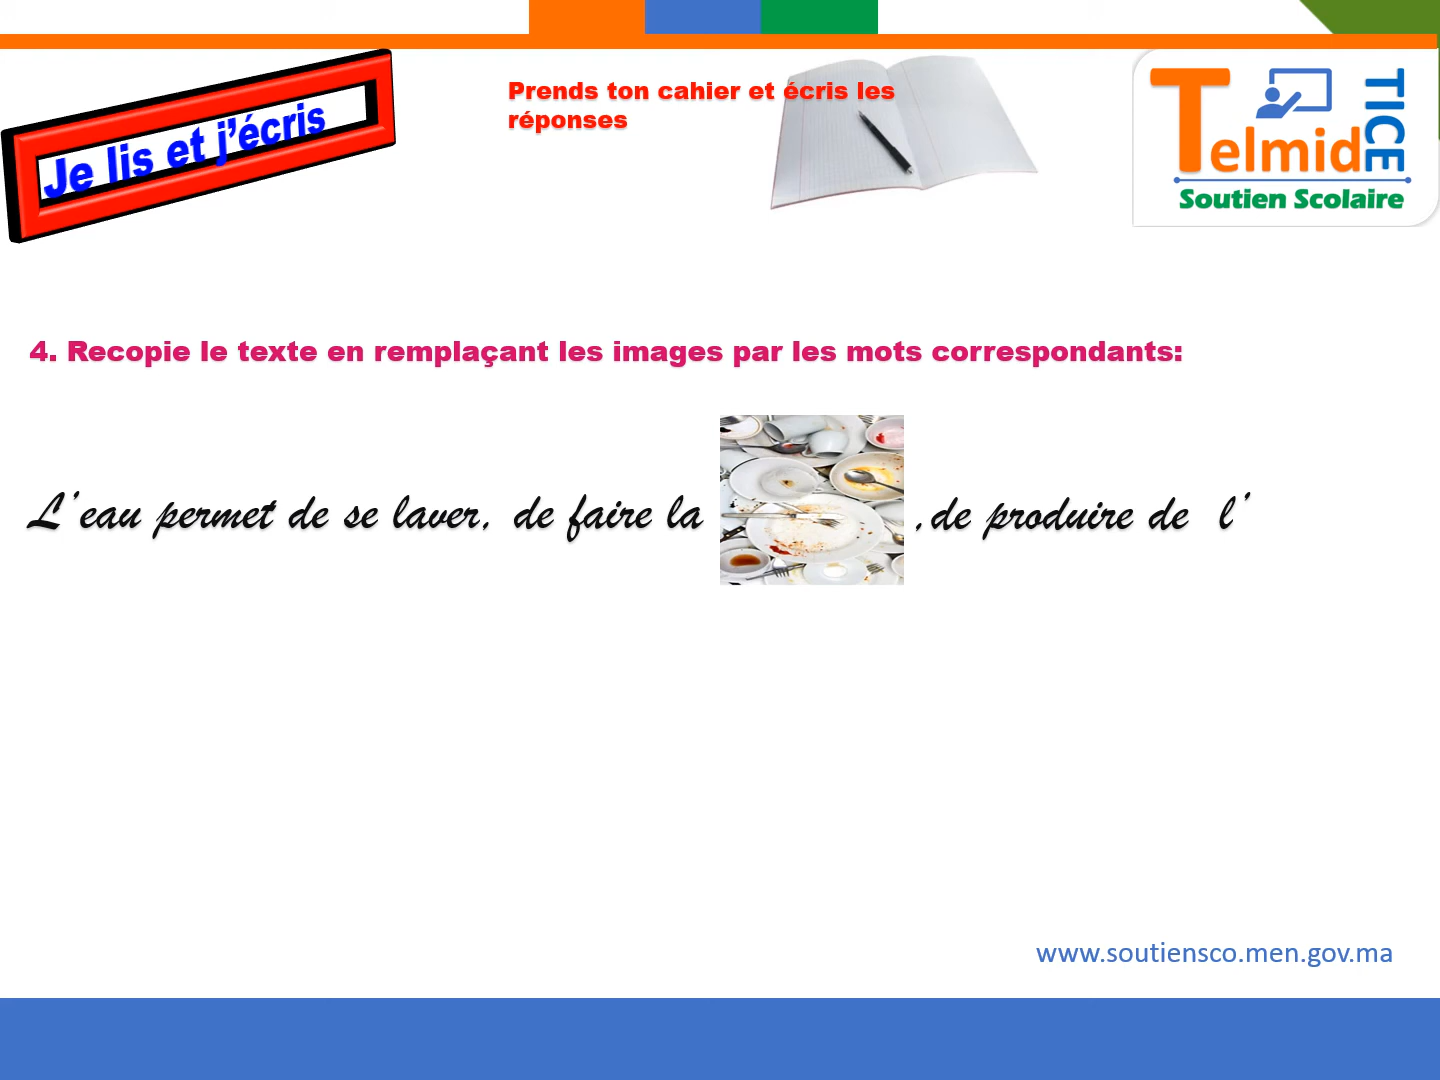 Je lis et j'écris
Prends ton cahier et écris les
réponses
Telmid TICE
Soutien Scolaire
4. Recopie le texte en remplaçant les images par les mots correspondants:
L'eau permet de se laver, de faire la ,de produire de l'
www.soutiensco.men.gov.ma